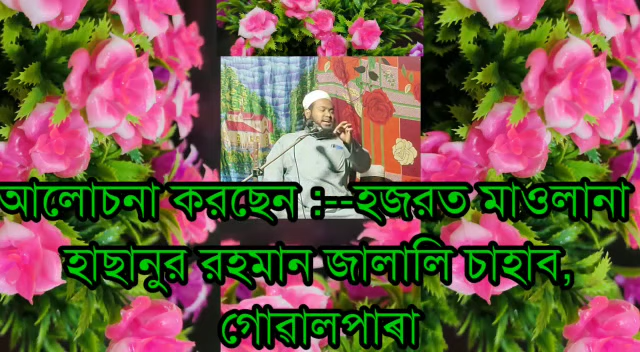 আলোচনা করছেন :--হজরত মাওলানা
হাছানুর রহমান জালালি চাহাব,
গোৱালপাৰা